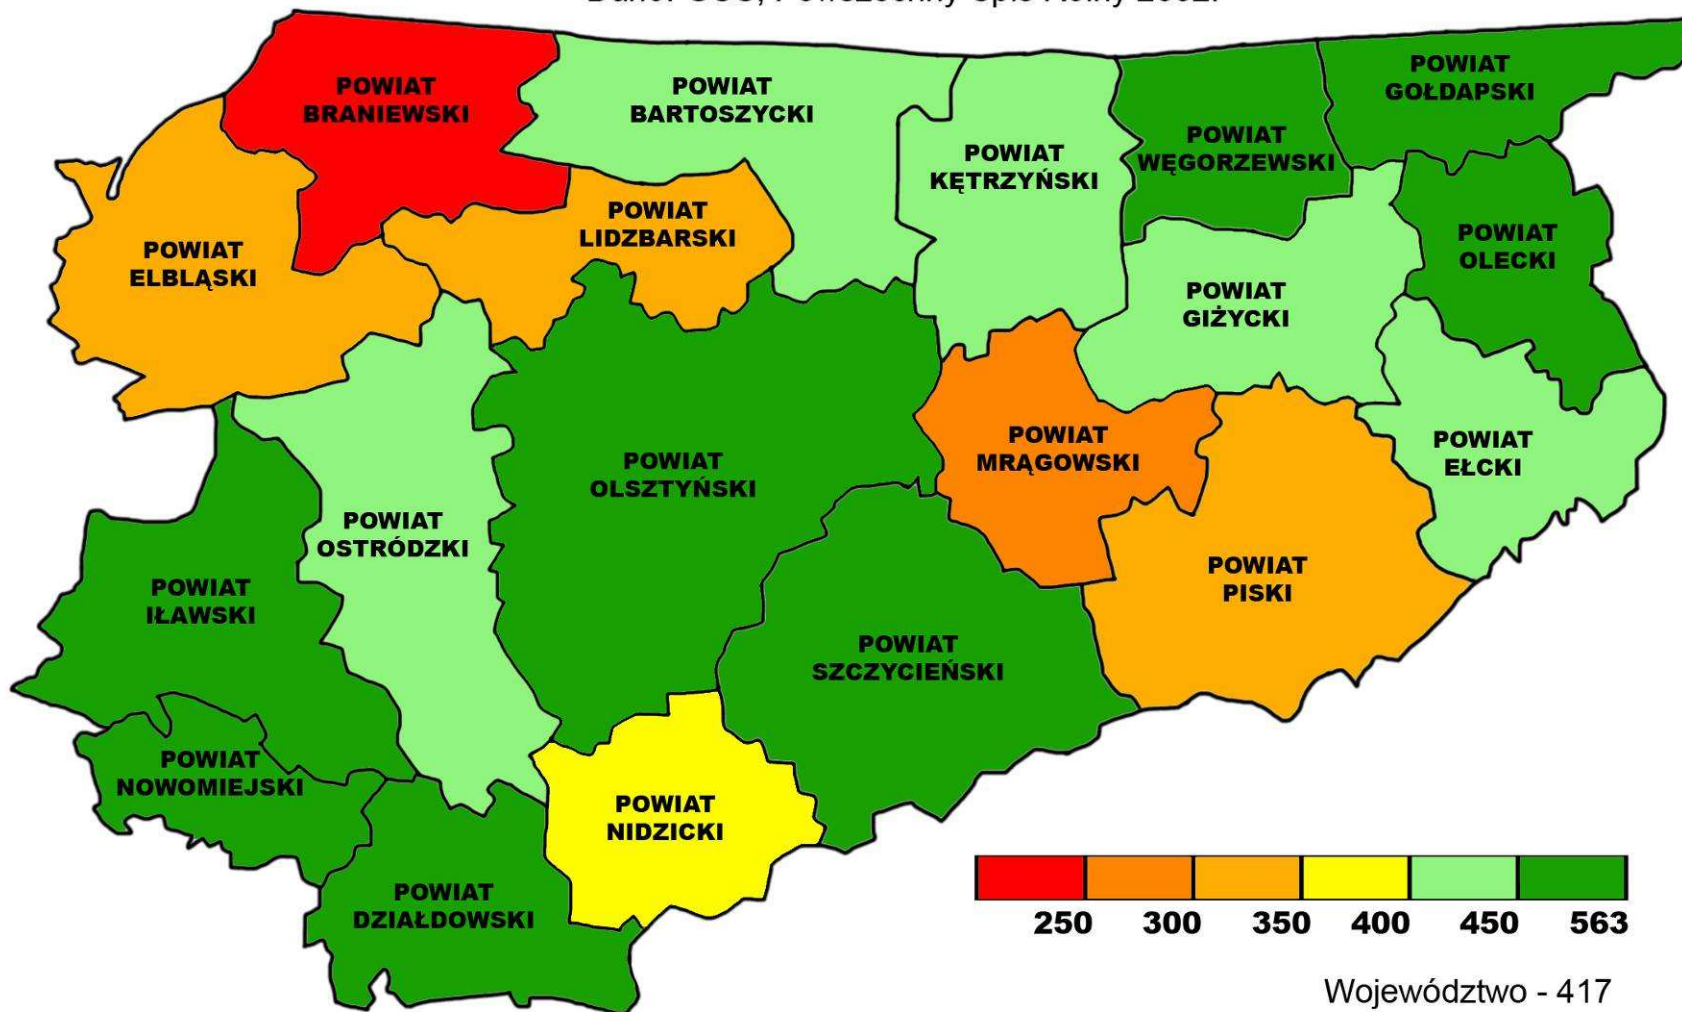 POWIAT
BRANIEWSKI
POWIAT
BARTOSZYCKI
POWIAT
GOŁDAPSKI
POWIAT
WĘGORZEWSKI
POWIAT
KĘTRZYŃSKI
POWIAT
LIDZBARSKI
POWIAT
ELBLĄSKI
POWIAT
OLECKI
POWIAT
GIŻYCKI
POWIAT
MRĄGOWSKI
POWIAT
EŁCKI
POWIAT
OLSZTYŃSKI
POWIAT
OSTRÓDZKI
POWIAT
PISKI
POWIAT
IŁAWSKI
POWIAT
SZCZYCIEŃSKI
POWIAT
NOWOMIEJSKI
POWIAT
NIDZICKI
POWIAT
DZIAŁDOWSKI
250 300 350 400 450 563
Województwo - 417